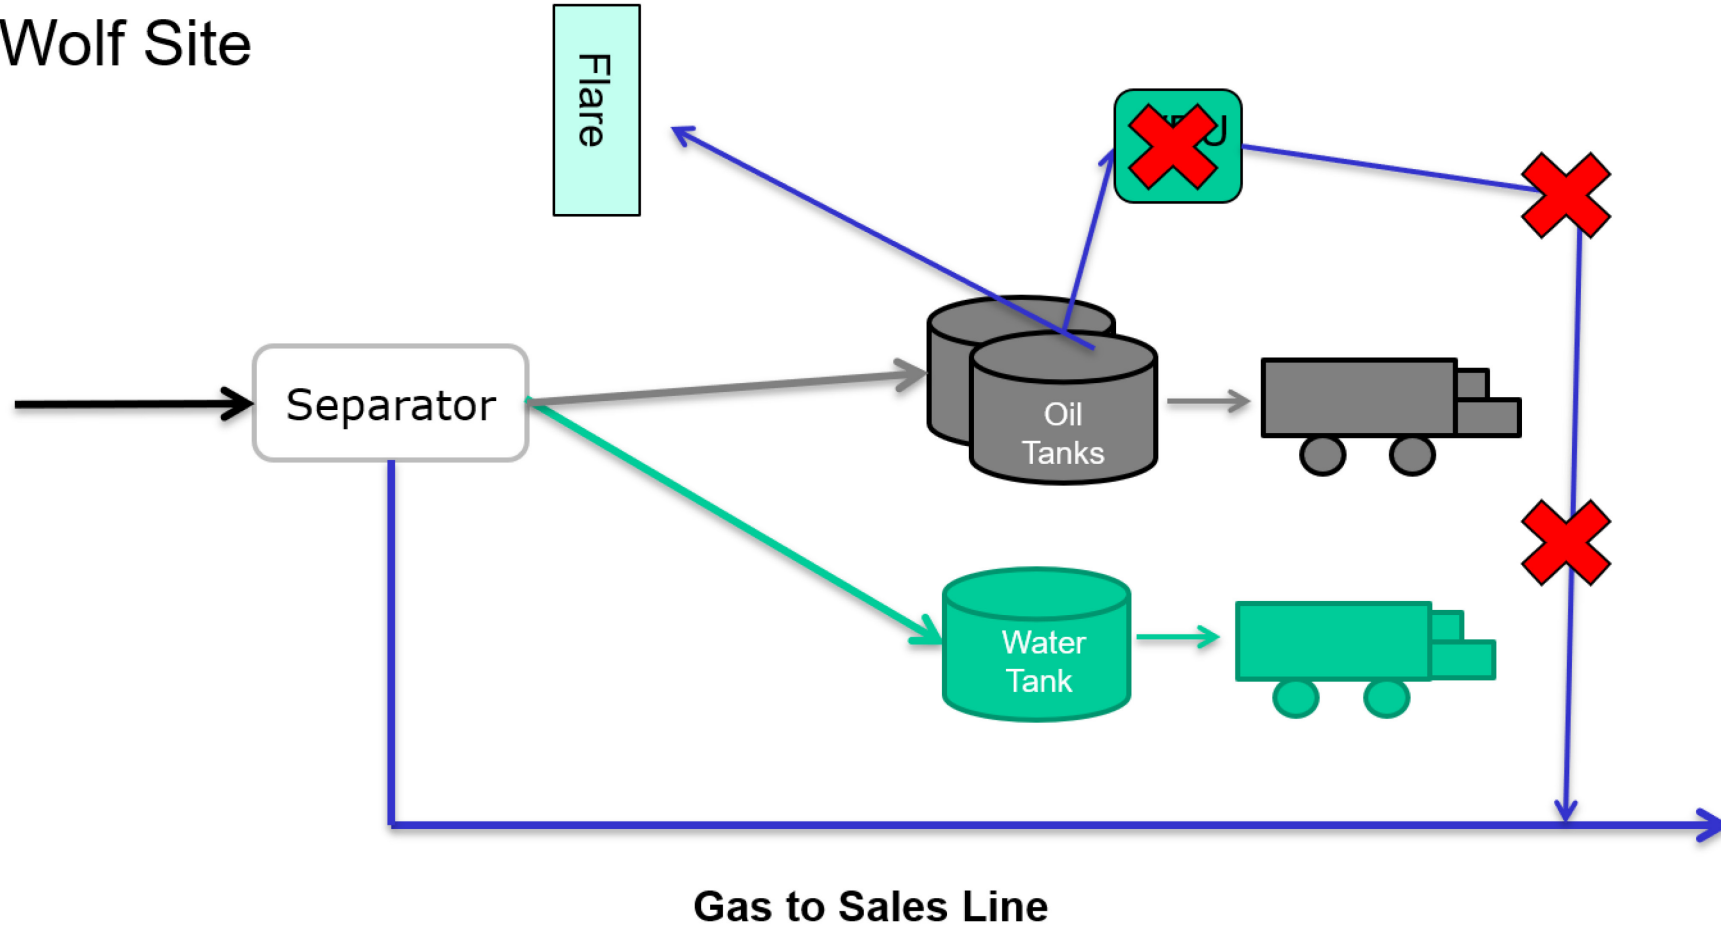 Wolf Site
Flare
Separator
Oil
Tanks
Water
Tank
Gas to Sales Line